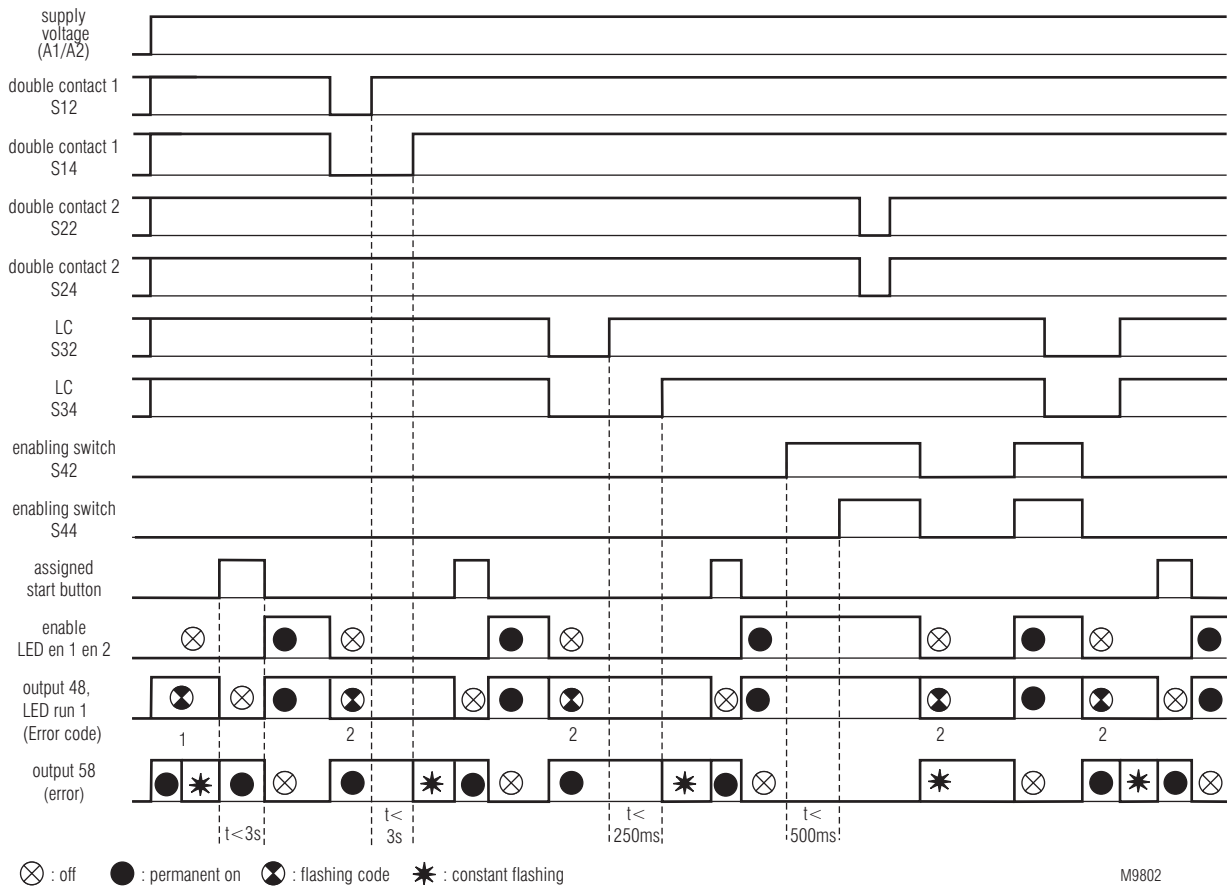 supply
voltage
(A1/A2)
double contact 1
S12
double contact 1
S14
double contact 2
S22
double contact 2
S24
LC
S32
LC
S34
enabling switch
S42
enabling switch
S44
assigned
start button
enable
LED en 1 en 2
output 48,
LED run 1
(Error code)
1
2
2
2
2
output 58
(error)
t<3s
t<
3s
t<
250ms
t<
500ms
: off
: permanent on
: flashing code
: constant flashing
M9802